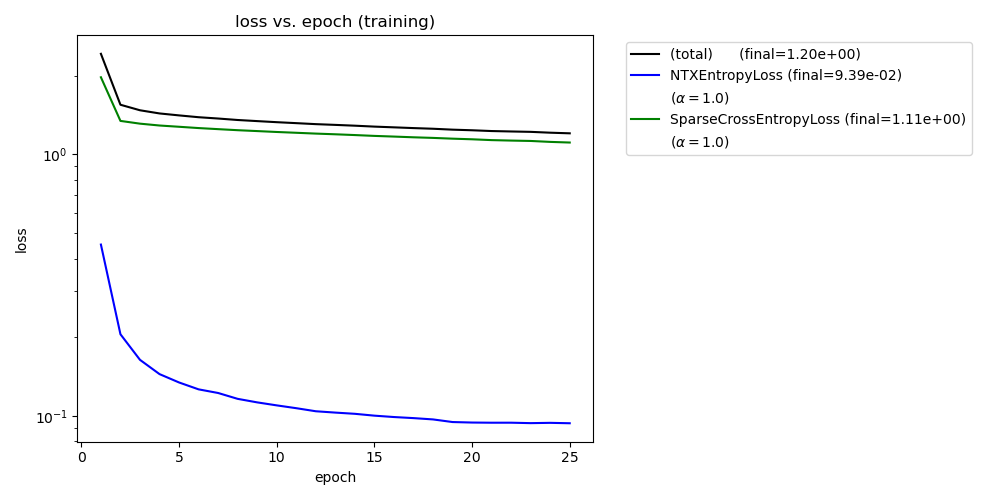 loss vs. epoch (training)
(total) (final=1.20e+00)
NTXEntropyLoss (final=9.39e-02)
(α = 1.0)
SparseCrossEntropyLoss (final=1.11e+00)
(α = 1.0)
10⁰
10⁻¹
loss
0 5 10 15 20 25
epoch